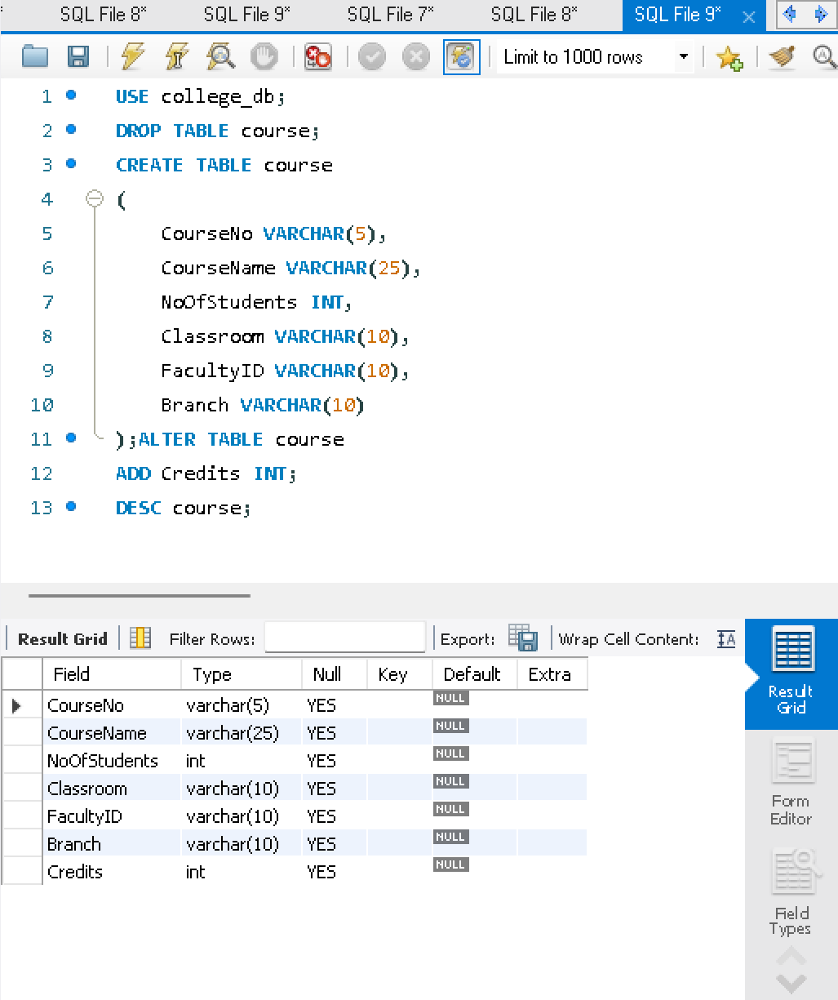 SQL File 8* SQL File 9* SQL File 7* SQL File 8* SQL File 9*
Limit to 1000 rows
1 USE college_db;
2 DROP TABLE course;
3 CREATE TABLE course
4 (
5 CourseNo VARCHAR(5),
6 CourseName VARCHAR(25),
7 NoOfStudents INT,
8 Classroom VARCHAR(10),
9 FacultyID VARCHAR(10),
10 Branch VARCHAR(10)
11 );ALTER TABLE course
12 ADD Credits INT;
13 DESC course;
Result Grid Filter Rows: Export: Wrap Cell Content: IA
Field Type Null Key Default Extra
CourseNo varchar(5) YES NULL
CourseName varchar(25) YES NULL
NoOfStudents int YES NULL
Classroom varchar(10) YES NULL
FacultyID varchar(10) YES NULL
Branch varchar(10) YES NULL
Credits int YES NULL
Result
Grid
Form
Editor
Field
Types